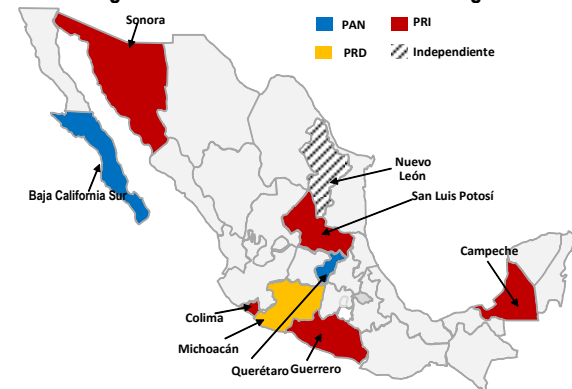 Sonora
PAN
PRI
PRD
Independiente
Nuevo
León
Baja California Sur
San Luis Potosí
Campeche
Colima
Michoacán
Querétaro
Guerrero